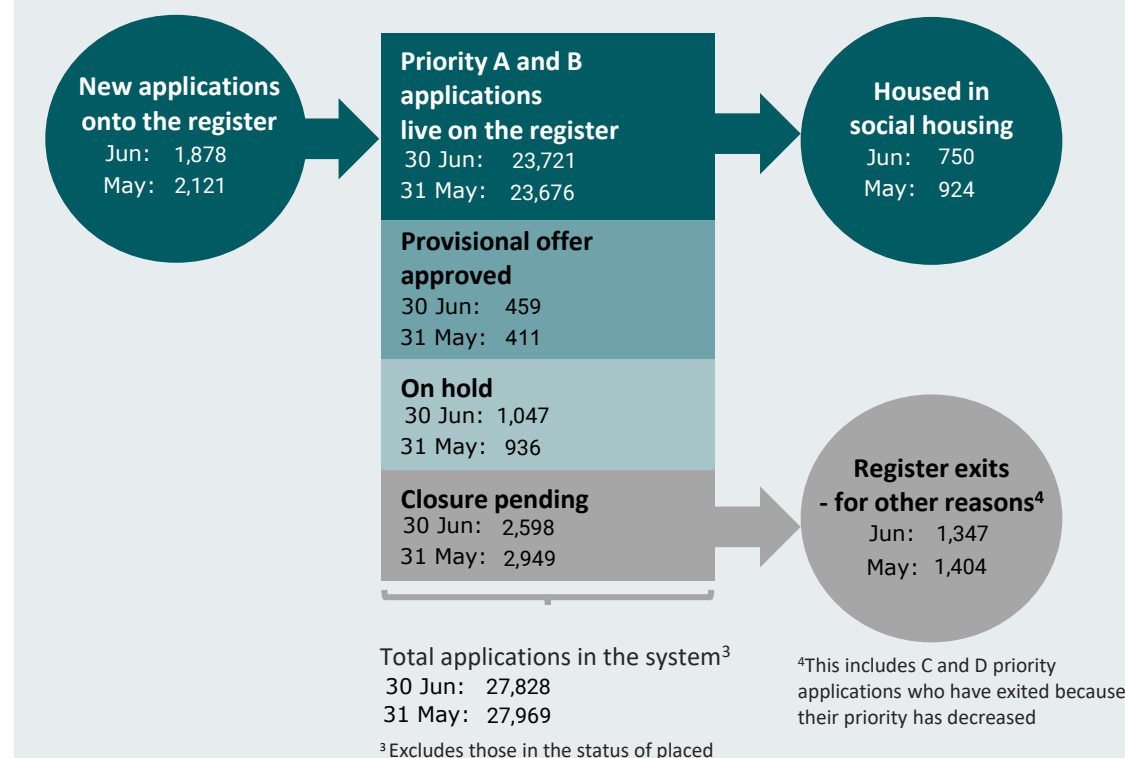 New applications
onto the register
Jun: 1,878
May: 2,121
Priority A and B
applications
live on the register
30 Jun: 23,721
31 May: 23,676
Housed in
social housing
Jun: 750
May: 924
Provisional offer
approved
30 Jun: 459
31 May: 411
On hold
30 Jun: 1,047
31 May: 936
Closure pending
30 Jun: 2,598
31 May: 2,949
Register exits
- for other reasons⁴
Jun: 1,347
May: 1,404
Total applications in the system³
30 Jun: 27,828
31 May: 27,969
³ Excludes those in the status of placed
⁴This includes C and D priority
applications who have exited because
their priority has decreased